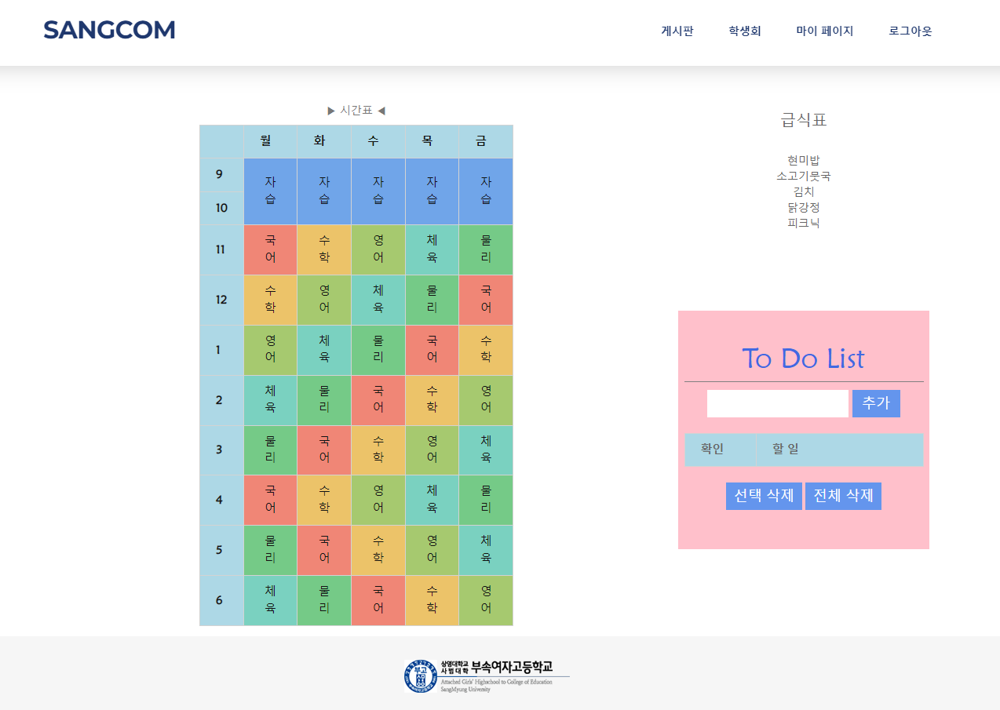 SANGCOM
게시판 학생회 마이 페이지 로그아웃
▶ 시간표 ◀
월 화 수 목 금
9
자습 자습 자습 자습 자습
10
11 국어 수학 영어 체육 물리
12 수학 영어 체육 물리 국어
1 영어 체육 물리 국어 수학
2 체육 물리 국어 수학 영어
3 물리 국어 수학 영어 체육
4 국어 수학 영어 체육 물리
5 물리 국어 수학 영어 체육
6 체육 물리 국어 수학 영어
급식표
현미밥
소고기뭇국
김치
닭강정
피크닉
To Do List
추가
확인 할 일
선택 삭제 전체 삭제
상명대학교
사범대학 부속여자고등학교
Attached Girls' Highschool to College of Education
SangMyung University